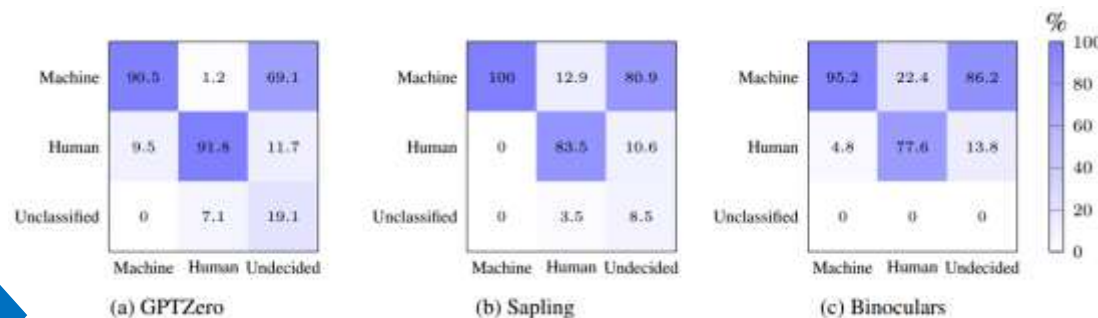 %
Machine 90.5 1.2 69.1
Human 9.5 91.8 11.7
Unclassified 0 7.1 19.1
Machine Human Undecided
(a) GPTZero
Machine 100 12.9 80.9
Human 0 83.5 10.6
Unclassified 0 3.5 8.5
Machine Human Undecided
(b) Sapling
Machine 95.2 22.4 86.2
Human 4.8 77.6 13.8
Unclassified 0 0 0
Machine Human Undecided
(c) Binoculars
100
80
60
40
20
0